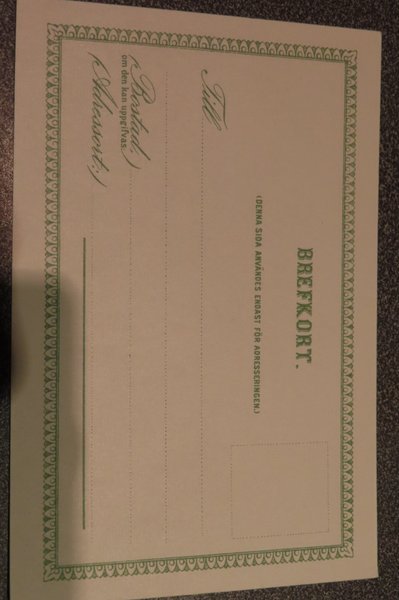 BREFKORT.
(DENNA SIDA ANVÄNDES ENDAST FÖR ADRESSERINGEN.)
Till
(Bostad,)
om den kan uppgifvas.
(Adressort:)